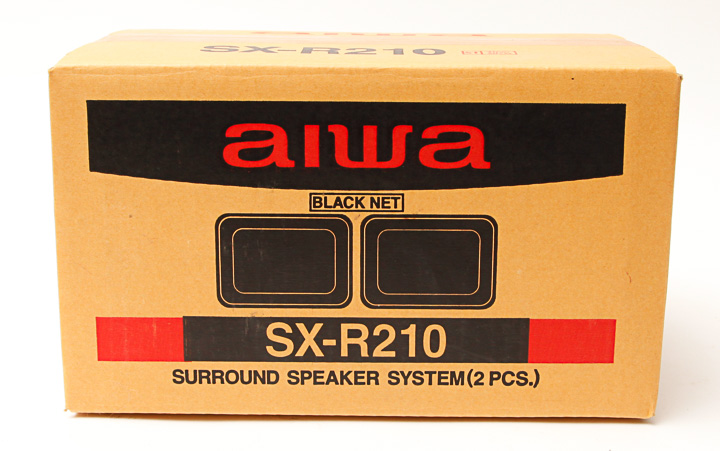 SX-R210
aiwa
BLACK NET
SX-R210
SURROUND SPEAKER SYSTEM(2 PCS.)